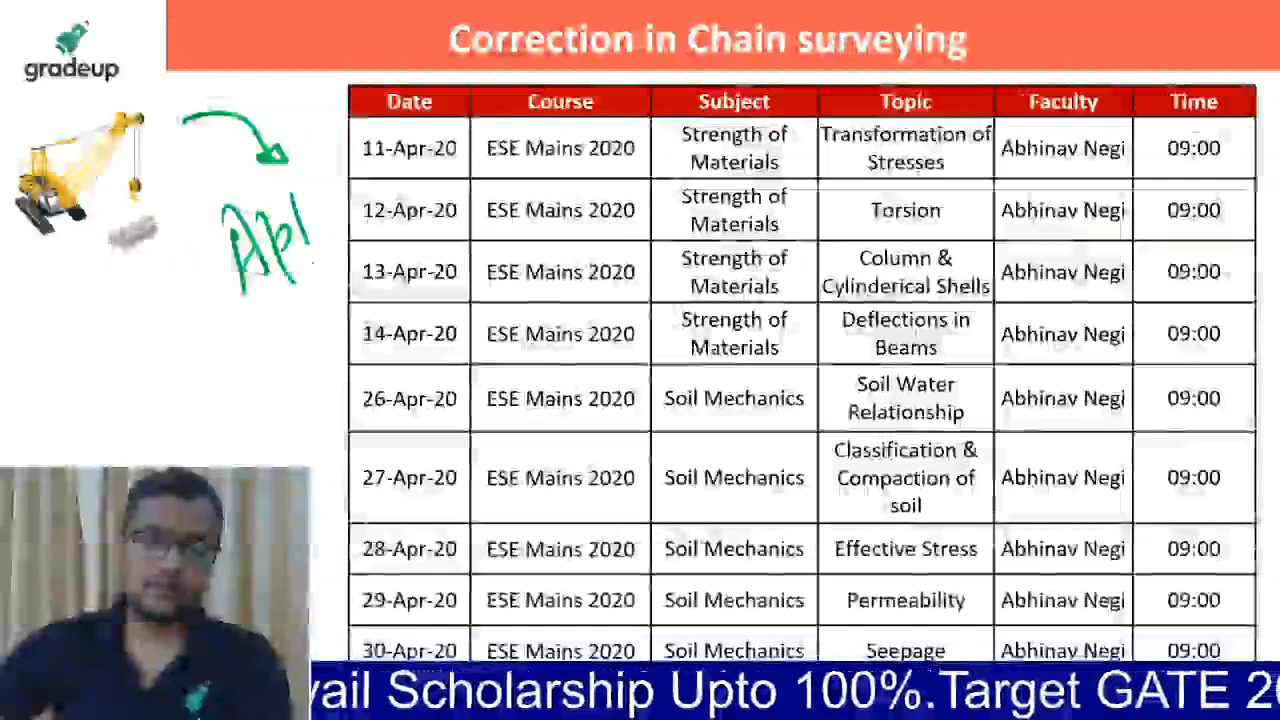 gradeup
Correction in Chain surveying
Date Course Subject Topic Faculty Time
11-Apr-20 ESE Mains 2020 Strength of Materials Transformation of Stresses Abhinav Negi 09:00
12-Apr-20 ESE Mains 2020 Strength of Materials Torsion Abhinav Negi 09:00
13-Apr-20 ESE Mains 2020 Strength of Materials Column & Cylinderical Shells Abhinav Negi 09:00
14-Apr-20 ESE Mains 2020 Strength of Materials Deflections in Beams Abhinav Negi 09:00
26-Apr-20 ESE Mains 2020 Soil Mechanics Soil Water Relationship Abhinav Negi 09:00
27-Apr-20 ESE Mains 2020 Soil Mechanics Classification & Compaction of soil Abhinav Negi 09:00
28-Apr-20 ESE Mains 2020 Soil Mechanics Effective Stress Abhinav Negi 09:00
29-Apr-20 ESE Mains 2020 Soil Mechanics Permeability Abhinav Negi 09:00
30-Apr-20 ESE Mains 2020 Soil Mechanics Seepage Abhinav Negi 09:00
vail Scholarship Upto 100%.Target GATE 20